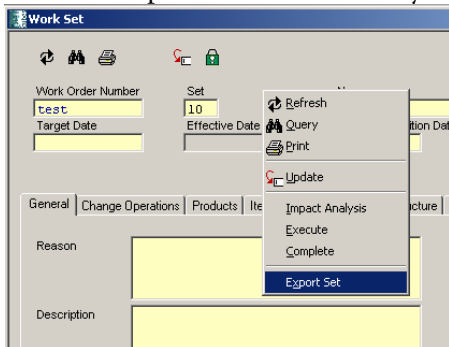 Work Set
Work Order Number Set
test 10
Target Date Effective Date
Refresh
Query
Print
Update
Impact Analysis
Execute
Complete
Export Set
General Change Operations Products
Reason
Description